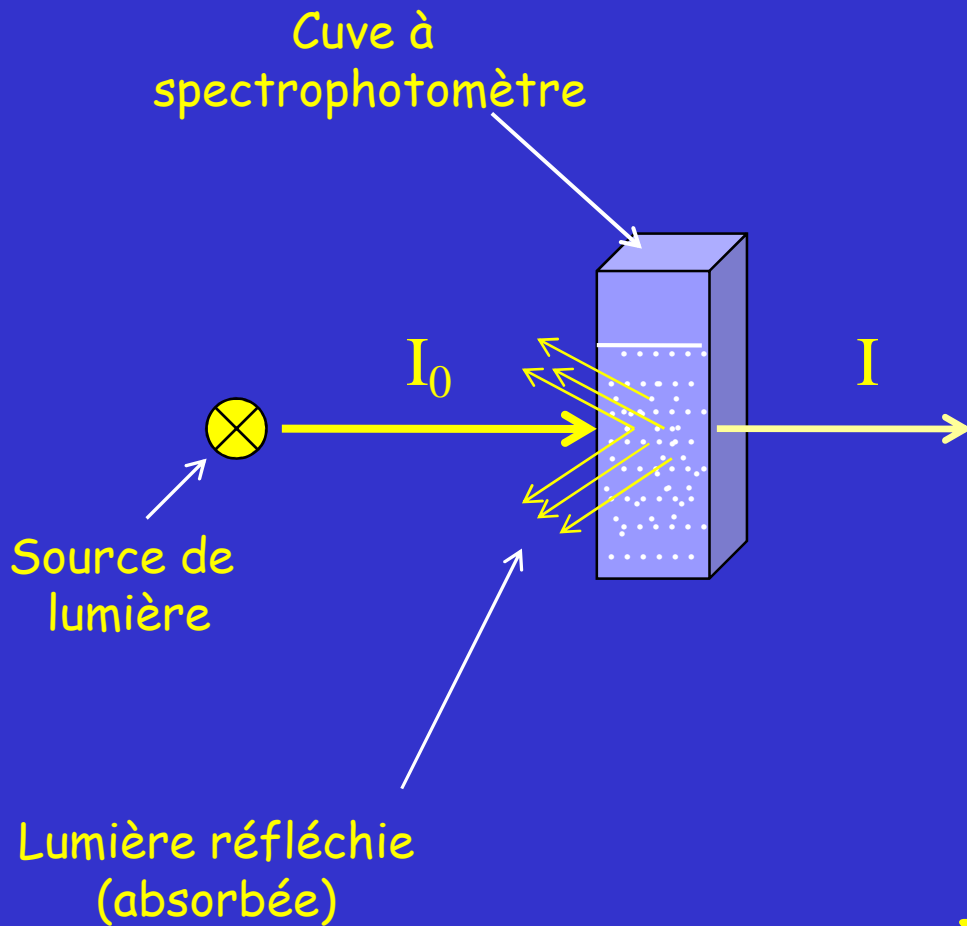 Cuve à
spectrophotomètre
I₀
I
Source de
lumière
Lumière réfléchie
(absorbée)